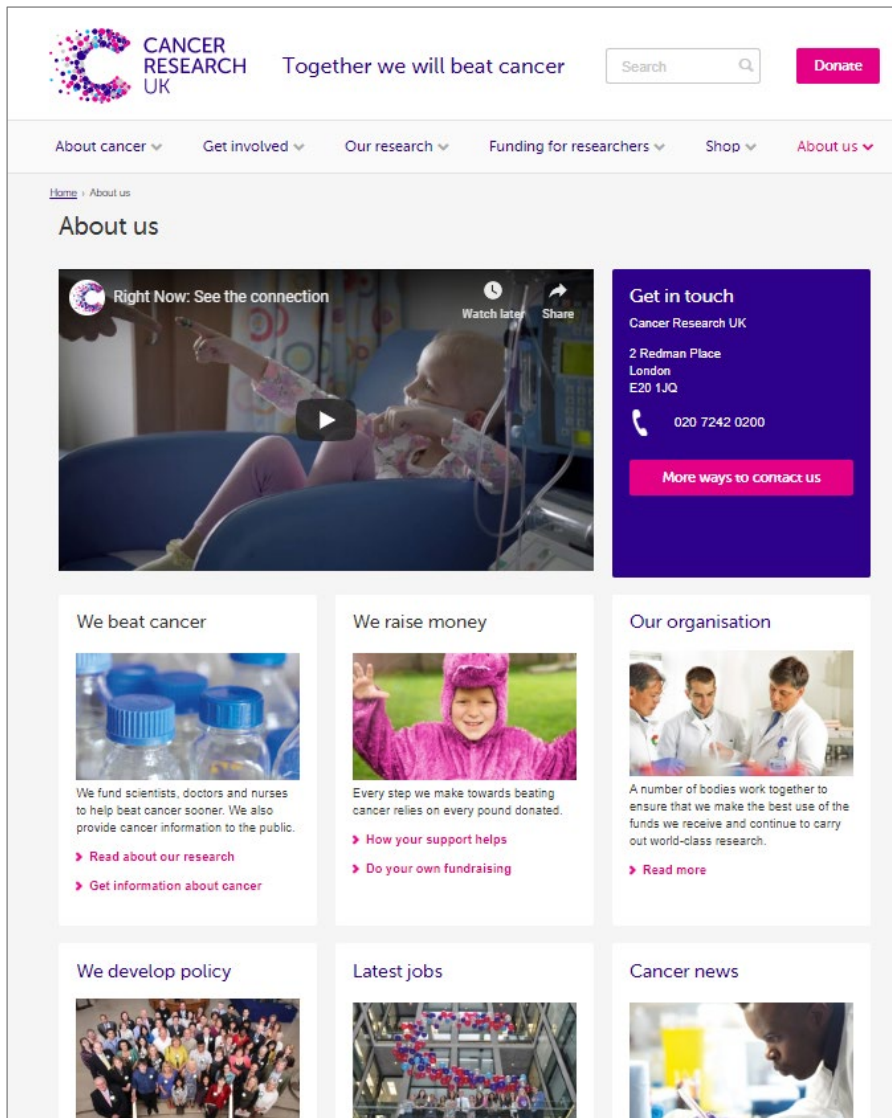 CANCER
RESEARCH
UK
Together we will beat cancer
Search
Donate
About cancer
Get involved
Our research
Funding for researchers
Shop
About us
Home › About us
About us
Right Now: See the connection
Watch later
Share
Get in touch
Cancer Research UK
2 Redman Place
London
E20 1JQ
020 7242 0200
More ways to contact us
We beat cancer
We fund scientists, doctors and nurses
to help beat cancer sooner. We also
provide cancer information to the public.
Read about our research
Get information about cancer
We raise money
Every step we make towards beating
cancer relies on every pound donated.
How your support helps
Do your own fundraising
Our organisation
A number of bodies work together to
ensure that we make the best use of the
funds we receive and continue to carry
out world-class research.
Read more
We develop policy
Latest jobs
Cancer news